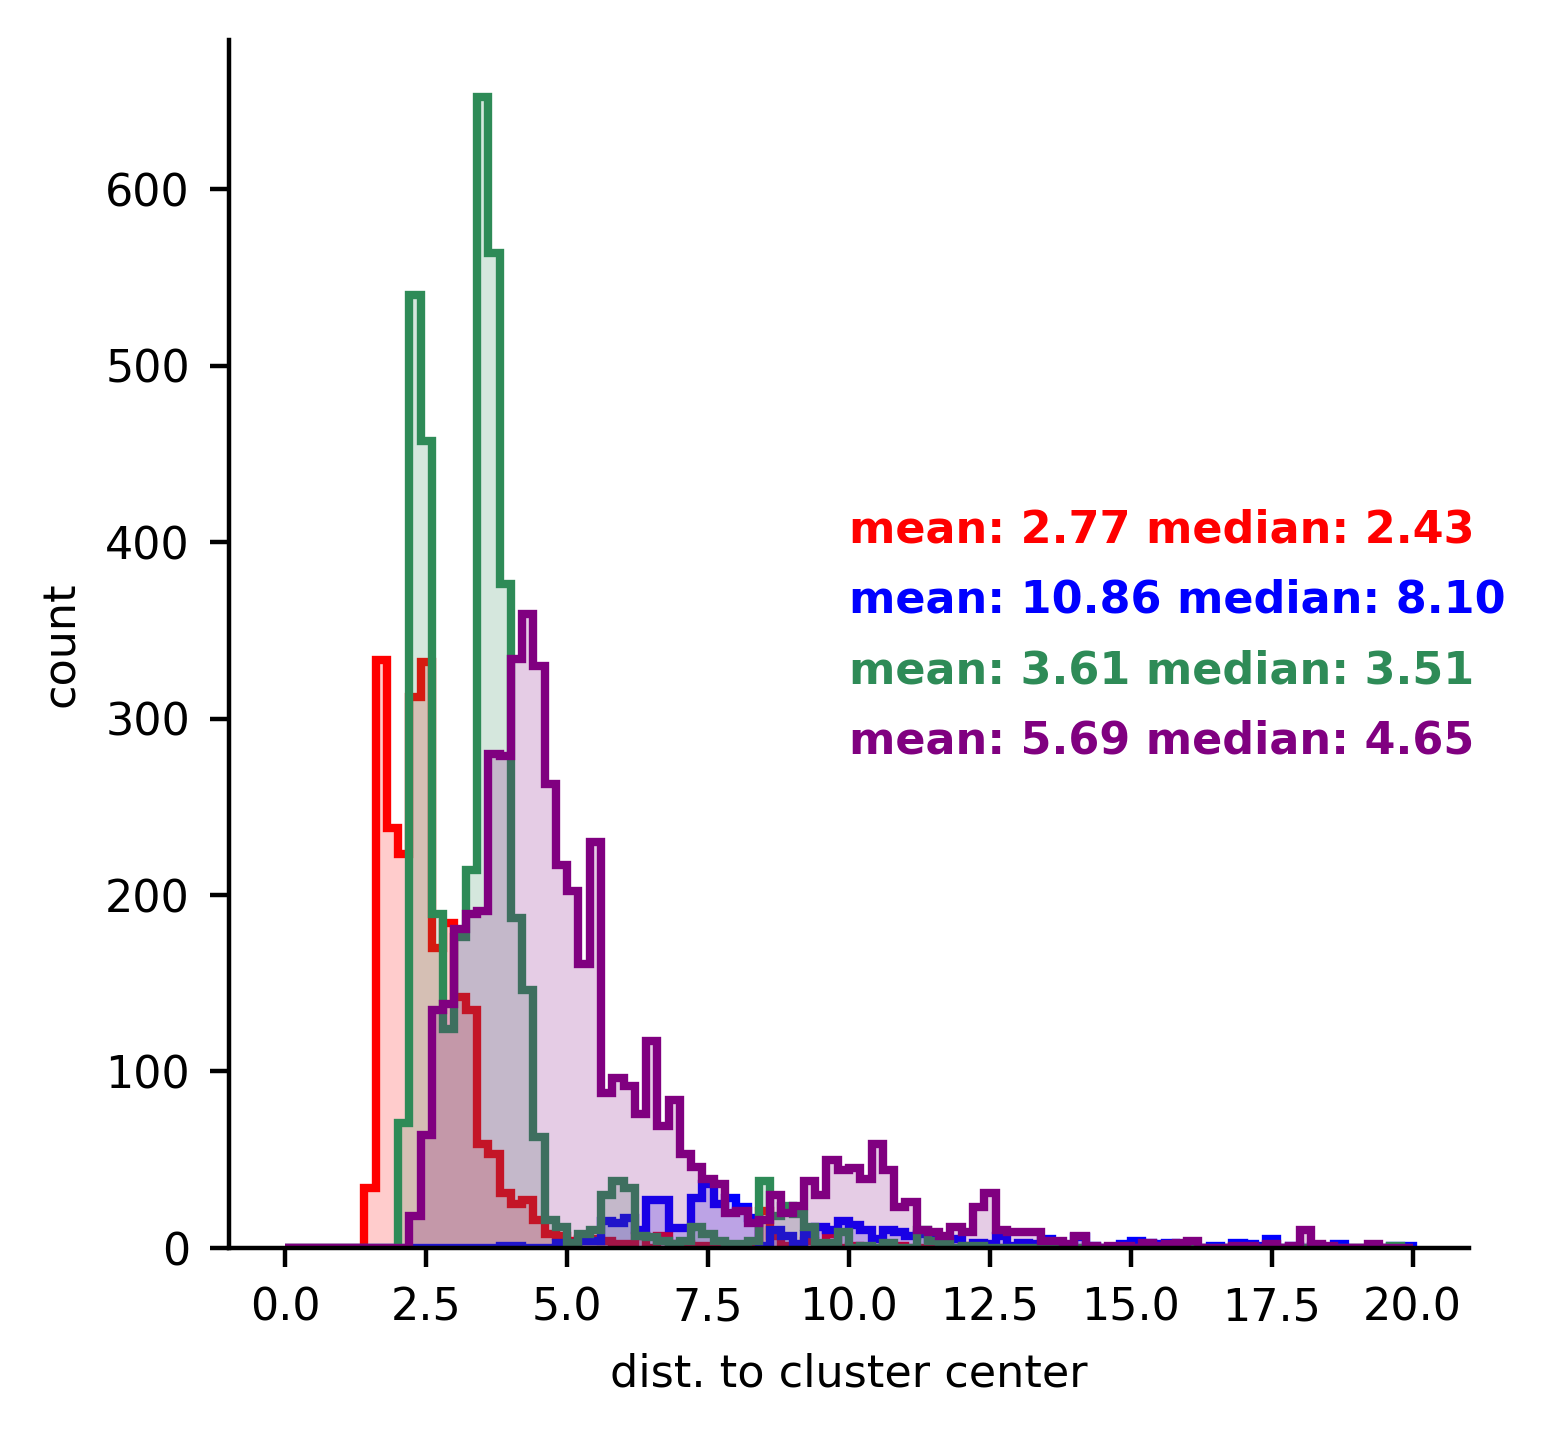 600
500
400
300
200
100
0
count
mean: 2.77 median: 2.43
mean: 10.86 median: 8.10
mean: 3.61 median: 3.51
mean: 5.69 median: 4.65
0.0 2.5 5.0 7.5 10.0 12.5 15.0 17.5 20.0
dist. to cluster center